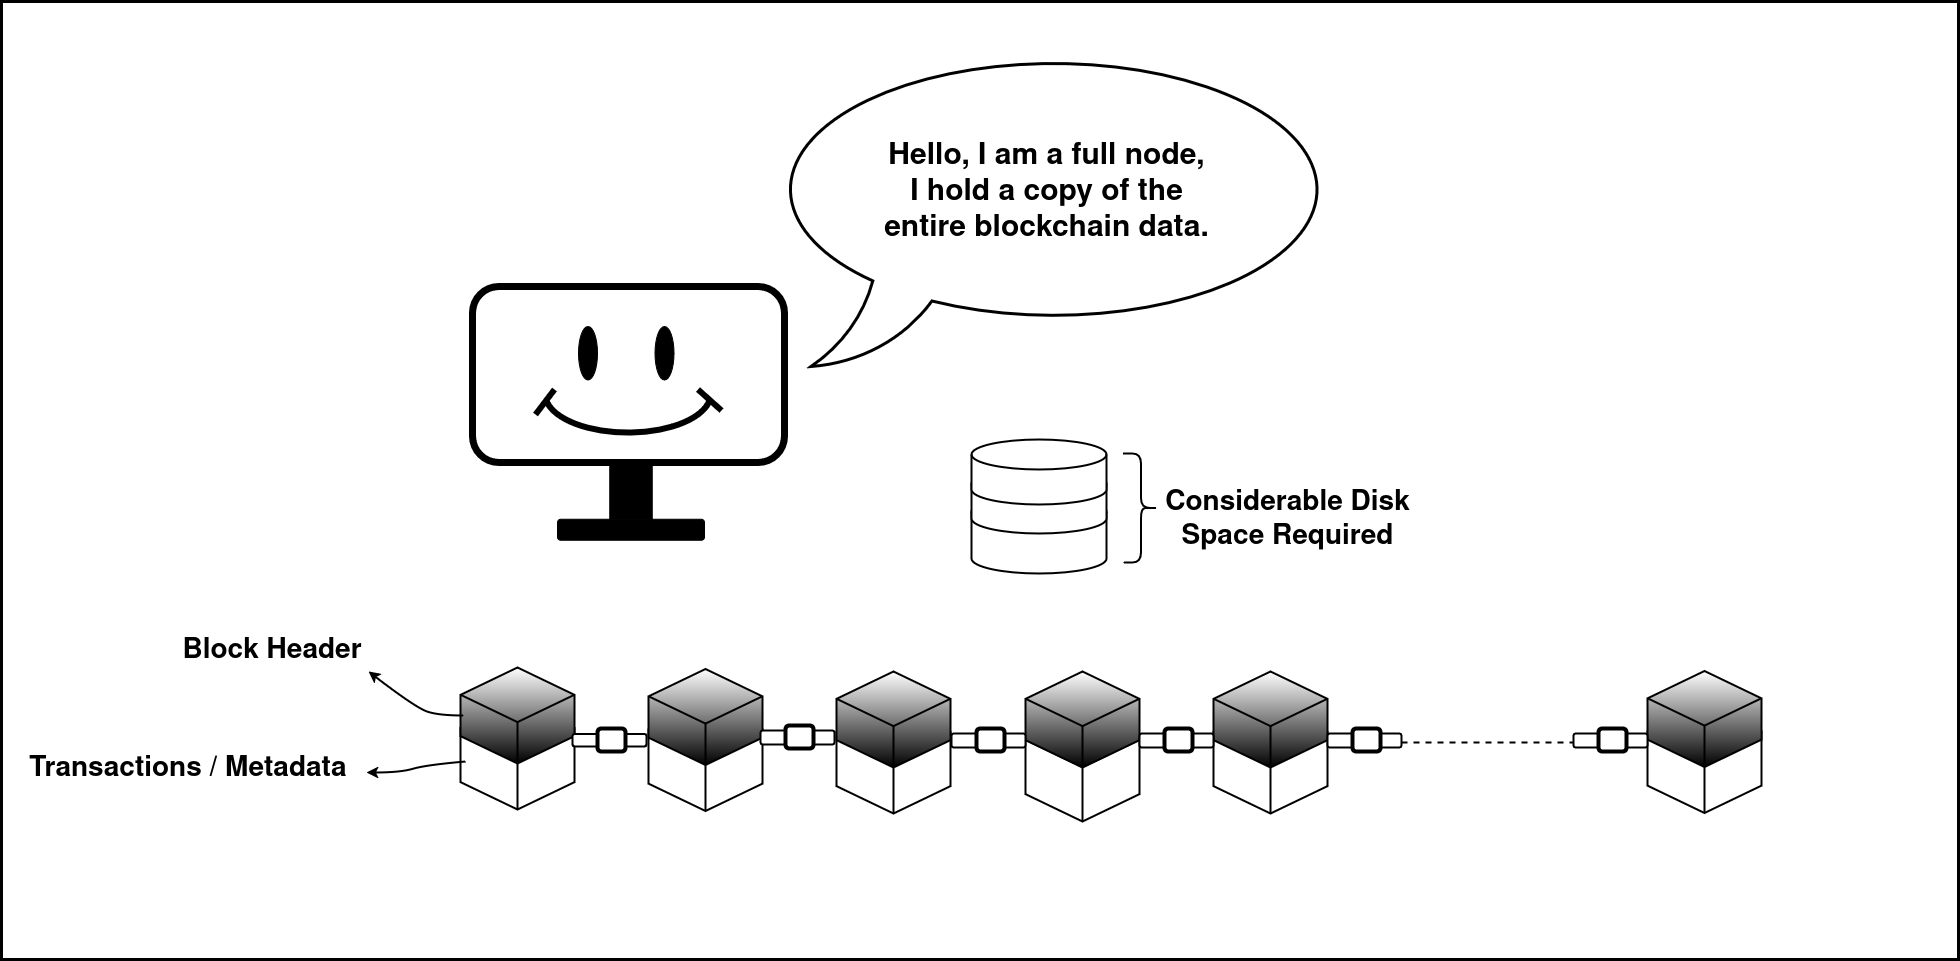 Hello, I am a full node,
I hold a copy of the
entire blockchain data.
Considerable Disk
Space Required
Block Header
Transactions / Metadata